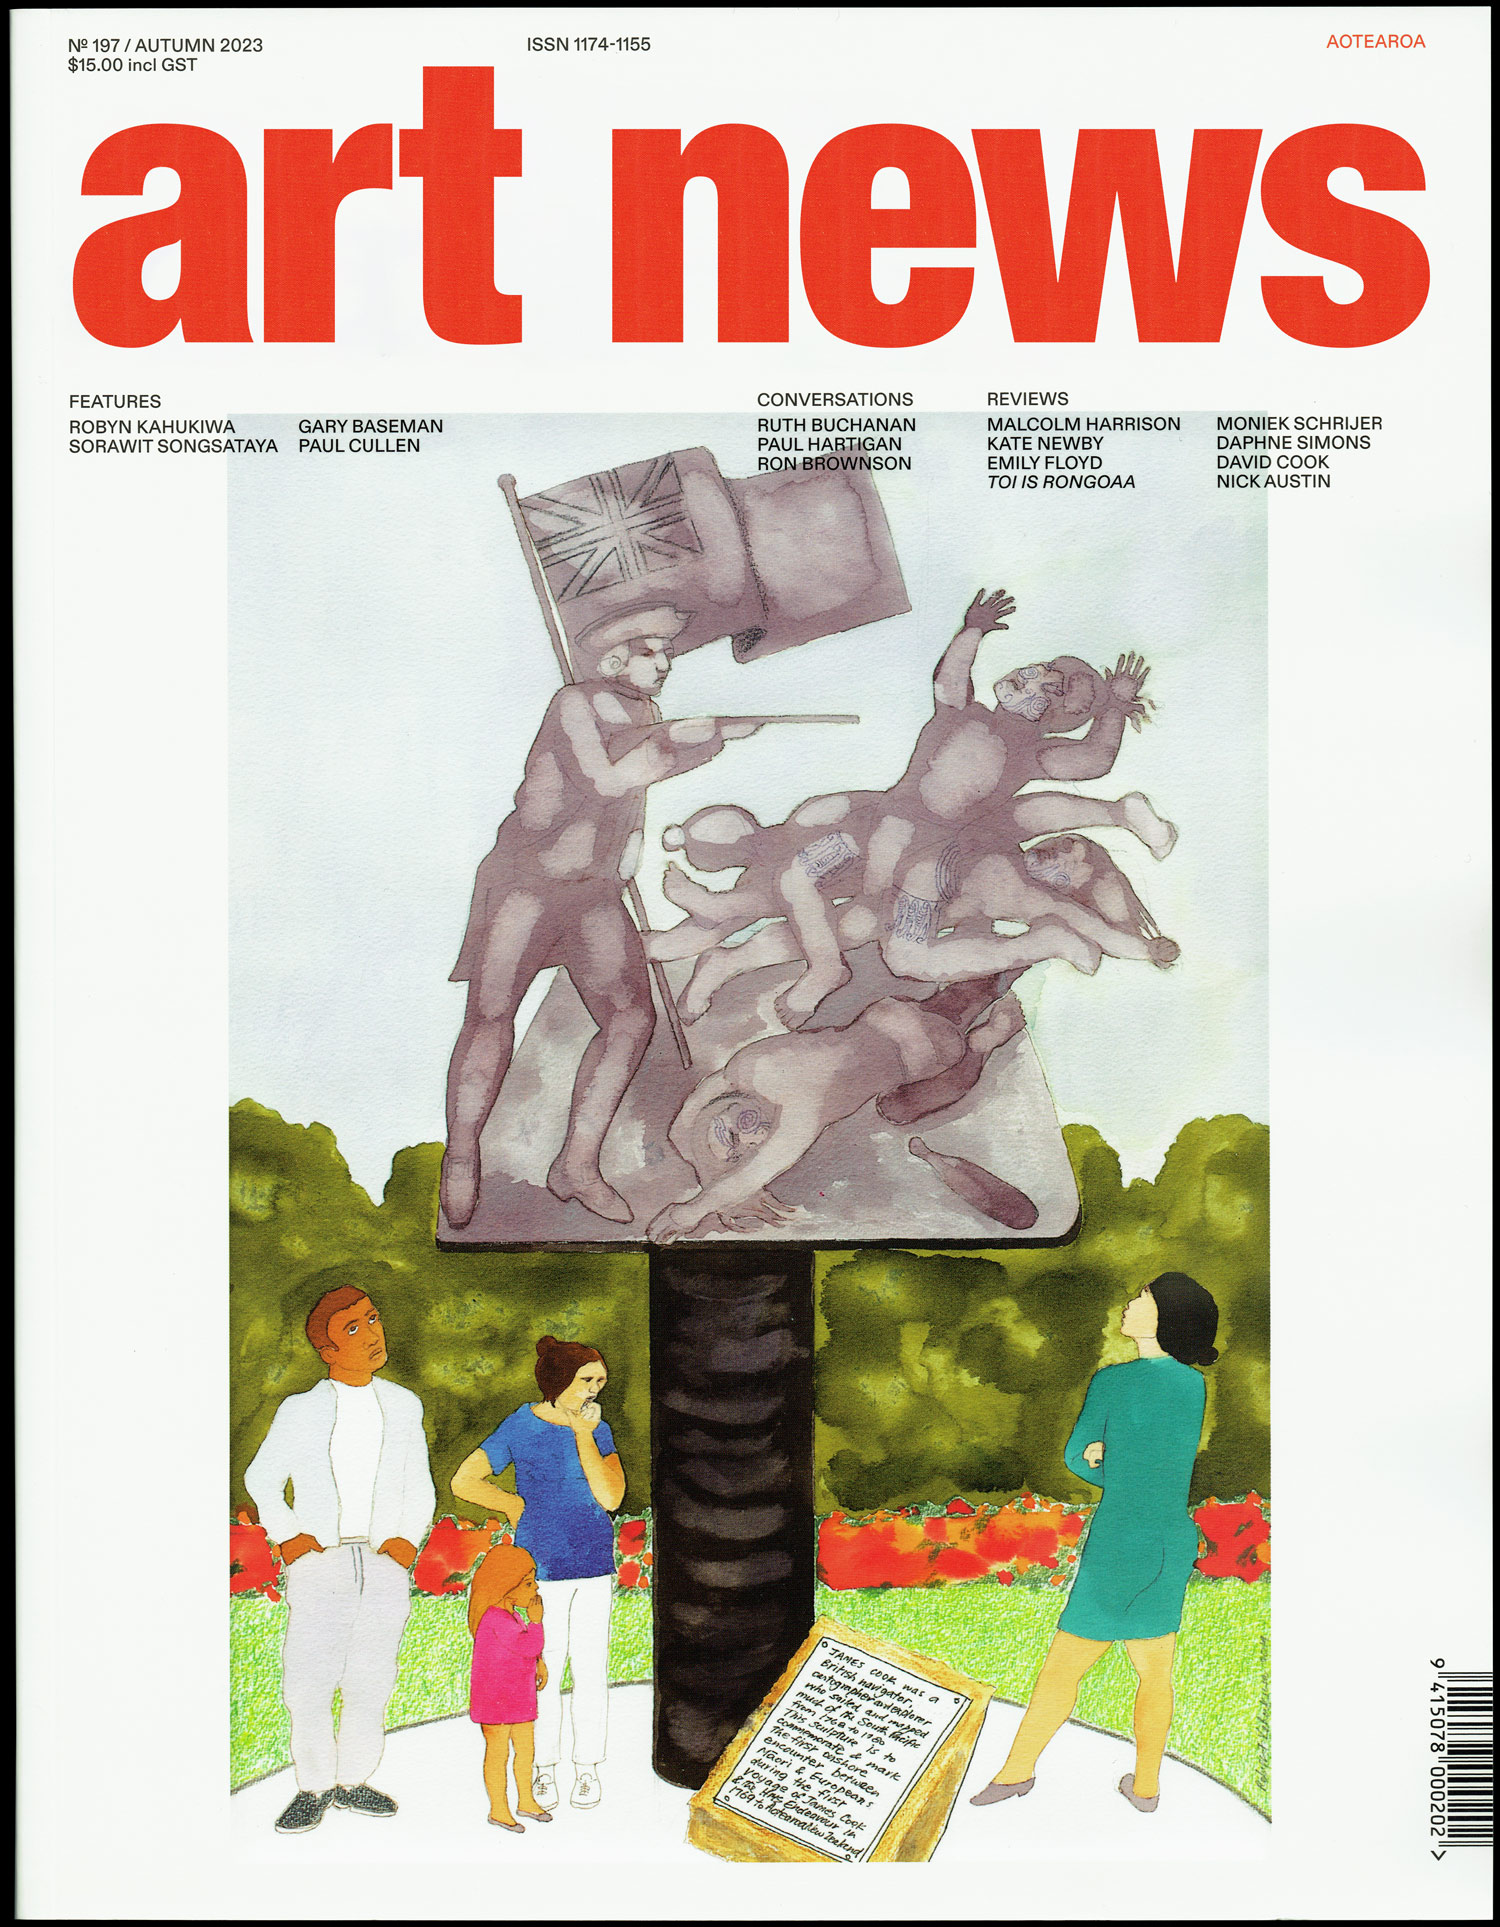 Nº 197 / AUTUMN 2023
$15.00 incl GST
ISSN 1174-1155
AOTEAROA
art news
FEATURES
ROBYN KAHUKIWA
SORAWIT SONGSATAYA
GARY BASEMAN
PAUL CULLEN
CONVERSATIONS
RUTH BUCHANAN
PAUL HARTIGAN
RON BROWNSON
REVIEWS
MALCOLM HARRISON
KATE NEWBY
EMILY FLOYD
TOI IS RONGOAA
MONIEK SCHRIJER
DAPHNE SIMONS
DAVID COOK
NICK AUSTIN
JAMES COOK was a
British navigator,
cartographer and explorer
who sailed and mapped
much of the South Pacific
from 1768 to 1780
This sculpture is to
commemorate & mark
the first onshore
encounter between
Māori & Europeans
during the first
voyage of James Cook
& the HMS Endeavour in
1769 to Aotearoa/New Zealand
9 415078 000202 >